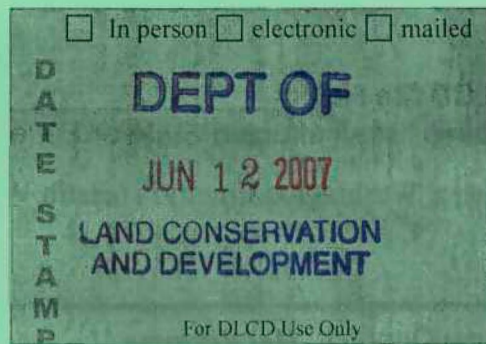 ☐ In person ☐ electronic ☐ mailed
DATE STAMP
DEPT OF
JUN 12 2007
LAND CONSERVATION
AND DEVELOPMENT
For DLCD Use Only